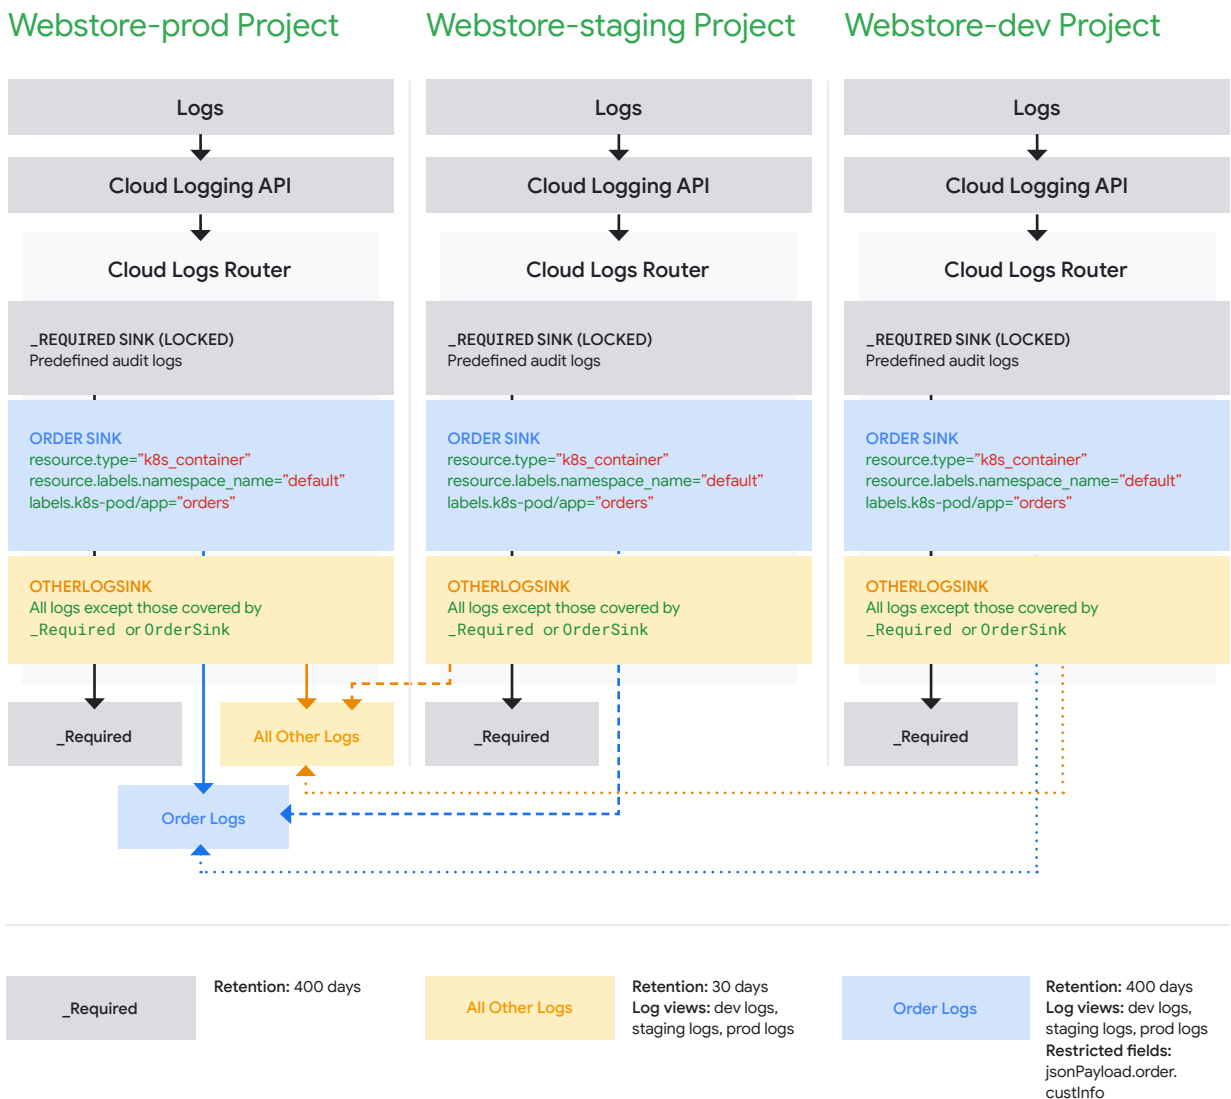 Webstore-prod Project
Webstore-staging Project
Webstore-dev Project
Logs
Cloud Logging API
Cloud Logs Router
_REQUIRED SINK (LOCKED)
Predefined audit logs
ORDER SINK
resource.type=”k8s_container”
resource.labels.namespace_name=”default”
labels.k8s-pod/app=”orders”
OTHERLOGSINK
All logs except those covered by
_Required or OrderSink
_Required
All Other Logs
Order Logs
Logs
Cloud Logging API
Cloud Logs Router
_REQUIRED SINK (LOCKED)
Predefined audit logs
ORDER SINK
resource.type=”k8s_container”
resource.labels.namespace_name=”default”
labels.k8s-pod/app=”orders”
OTHERLOGSINK
All logs except those covered by
_Required or OrderSink
_Required
Logs
Cloud Logging API
Cloud Logs Router
_REQUIRED SINK (LOCKED)
Predefined audit logs
ORDER SINK
resource.type=”k8s_container”
resource.labels.namespace_name=”default”
labels.k8s-pod/app=”orders”
OTHERLOGSINK
All logs except those covered by
_Required or OrderSink
_Required
_Required
Retention: 400 days
All Other Logs
Retention: 30 days
Log views: dev logs,
staging logs, prod logs
Order Logs
Retention: 400 days
Log views: dev logs,
staging logs, prod logs
Restricted fields:
jsonPayload.order.
custInfo